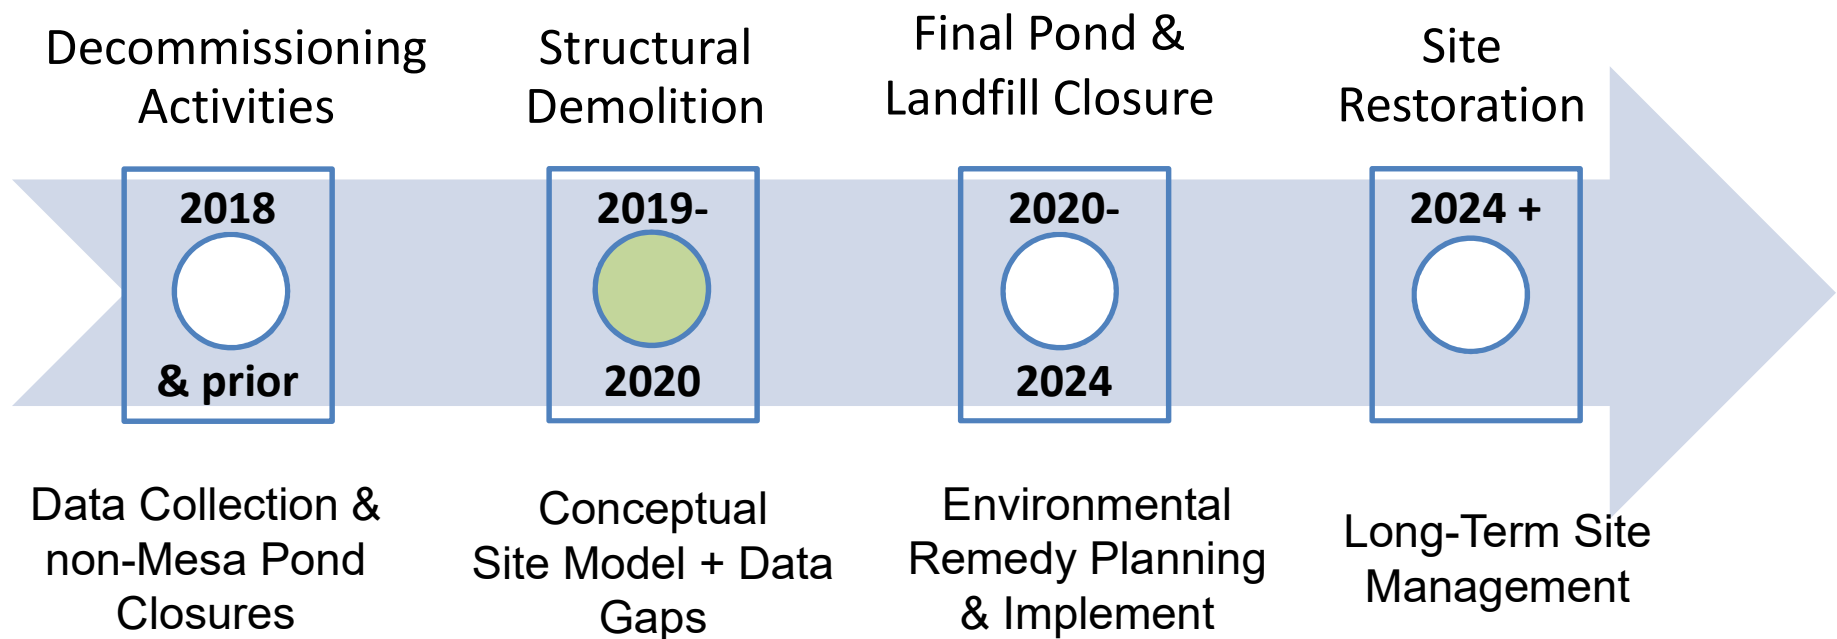 Decommissioning
Activities
Structural
Demolition
Final Pond &
Landfill Closure
Site
Restoration
2018
& prior
2019-
2020
2020-
2024
2024 +
Data Collection &
non-Mesa Pond
Closures
Conceptual
Site Model + Data
Gaps
Environmental
Remedy Planning
& Implement
Long-Term Site
Management